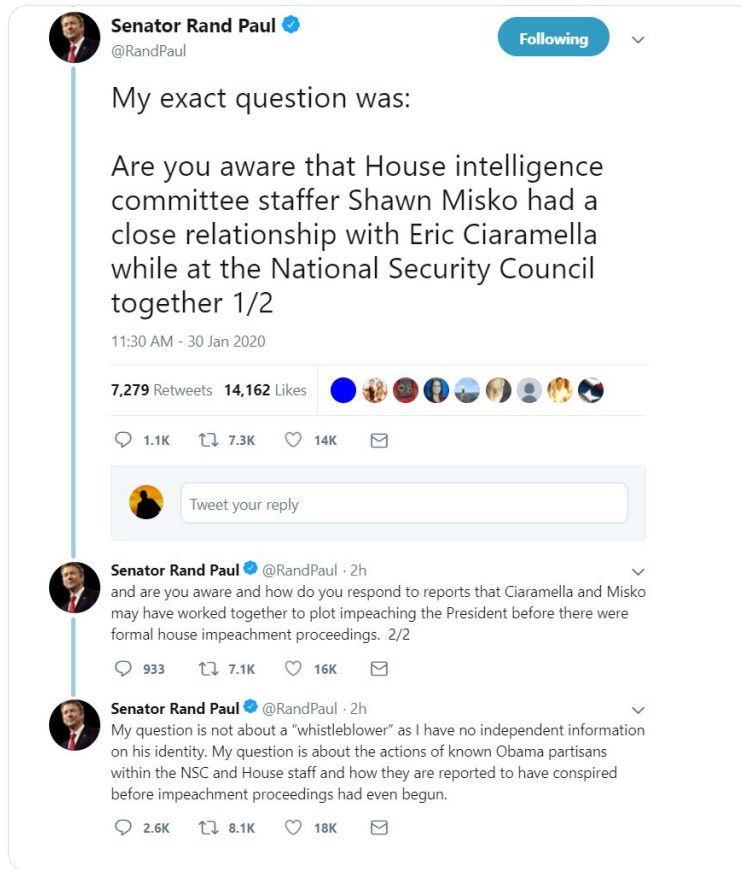 Senator Rand Paul
@RandPaul
Following
My exact question was:
Are you aware that House intelligence
committee staffer Shawn Misko had a
close relationship with Eric Ciaramella
while at the National Security Council
together 1/2
11:30 AM - 30 Jan 2020
7,279 Retweets 14,162 Likes
1.1K 7.3K 14K
Tweet your reply
Senator Rand Paul @RandPaul · 2h
and are you aware and how do you respond to reports that Ciaramella and Misko
may have worked together to plot impeaching the President before there were
formal house impeachment proceedings. 2/2
933 7.1K 16K
Senator Rand Paul @RandPaul · 2h
My question is not about a “whistleblower” as I have no independent information
on his identity. My question is about the actions of known Obama partisans
within the NSC and House staff and how they are reported to have conspired
before impeachment proceedings had even begun.
2.6K 8.1K 18K